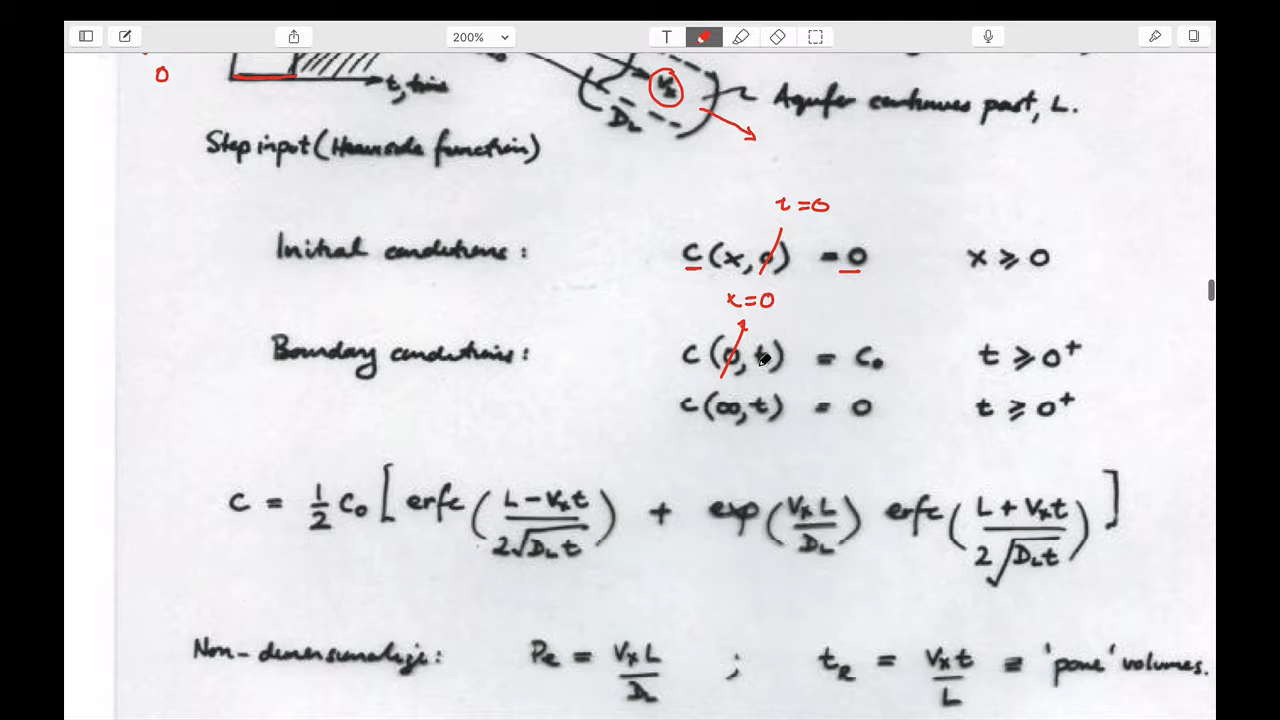 200%
T
0
t, time
Vx
DL
Aquifer continues past, L.
Step input (Heaviside function)
t = 0
Initial conditions: C(x, 0) = 0 x ⩾ 0
x = 0
Boundary conditions: C(0, t) = C₀ t ⩾ 0⁺
C(∞, t) = 0 t ⩾ 0⁺
C = 1/2 C₀ [ erfc ( (L − Vx t) / (2√(DL t)) ) + exp ( Vx L / DL ) erfc ( (L + Vx t) / (2√(DL t)) ) ]
Non-dimensionalize: Pe = Vx L / DL ; tR = Vx t / L ≡ 'pore' volumes.